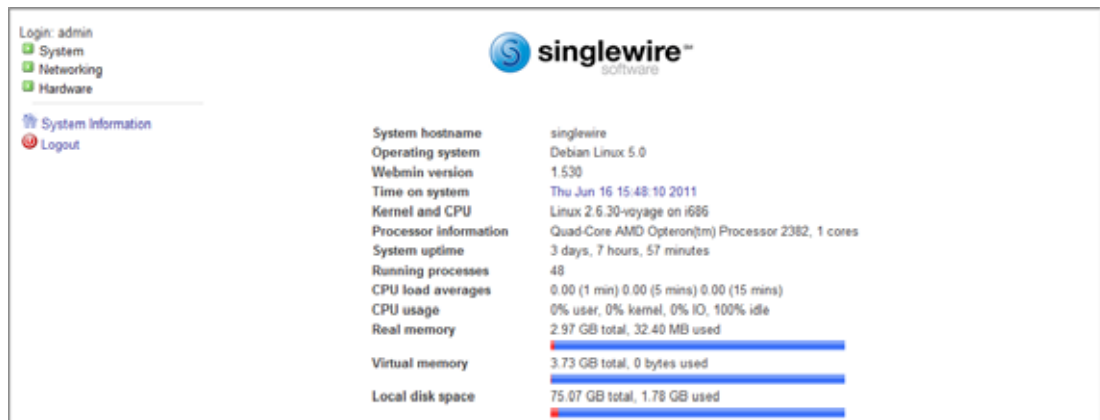 Login: admin
System
Networking
Hardware
System Information
Logout
singlewire℠
software
System hostname singlewire
Operating system Debian Linux 5.0
Webmin version 1.530
Time on system Thu Jun 16 15:48:10 2011
Kernel and CPU Linux 2.6.30-voyage on i686
Processor information Quad-Core AMD Opteron(tm) Processor 2382, 1 cores
System uptime 3 days, 7 hours, 57 minutes
Running processes 48
CPU load averages 0.00 (1 min) 0.00 (5 mins) 0.00 (15 mins)
CPU usage 0% user, 0% kernel, 0% IO, 100% idle
Real memory 2.97 GB total, 32.40 MB used
Virtual memory 3.73 GB total, 0 bytes used
Local disk space 75.07 GB total, 1.78 GB used